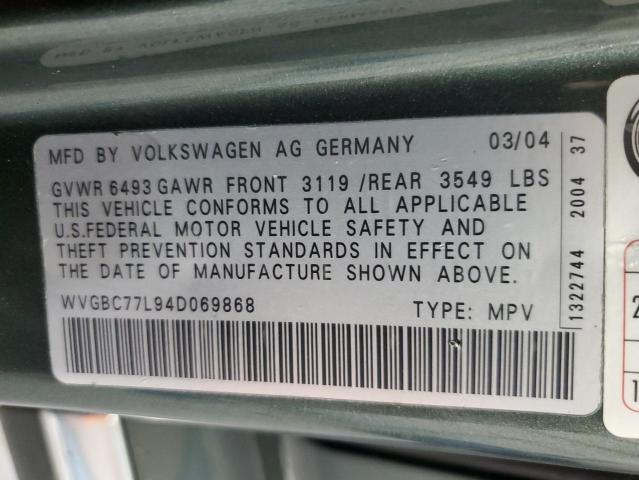 MFD BY VOLKSWAGEN AG GERMANY 03/04
GVWR 6493 GAWR FRONT 3119 /REAR 3549 LBS
THIS VEHICLE CONFORMS TO ALL APPLICABLE
U.S.FEDERAL MOTOR VEHICLE SAFETY AND
THEFT PREVENTION STANDARDS IN EFFECT ON
THE DATE OF MANUFACTURE SHOWN ABOVE.
WVGBC77L94D069868 TYPE: MPV
1322744 2004 37
2
1